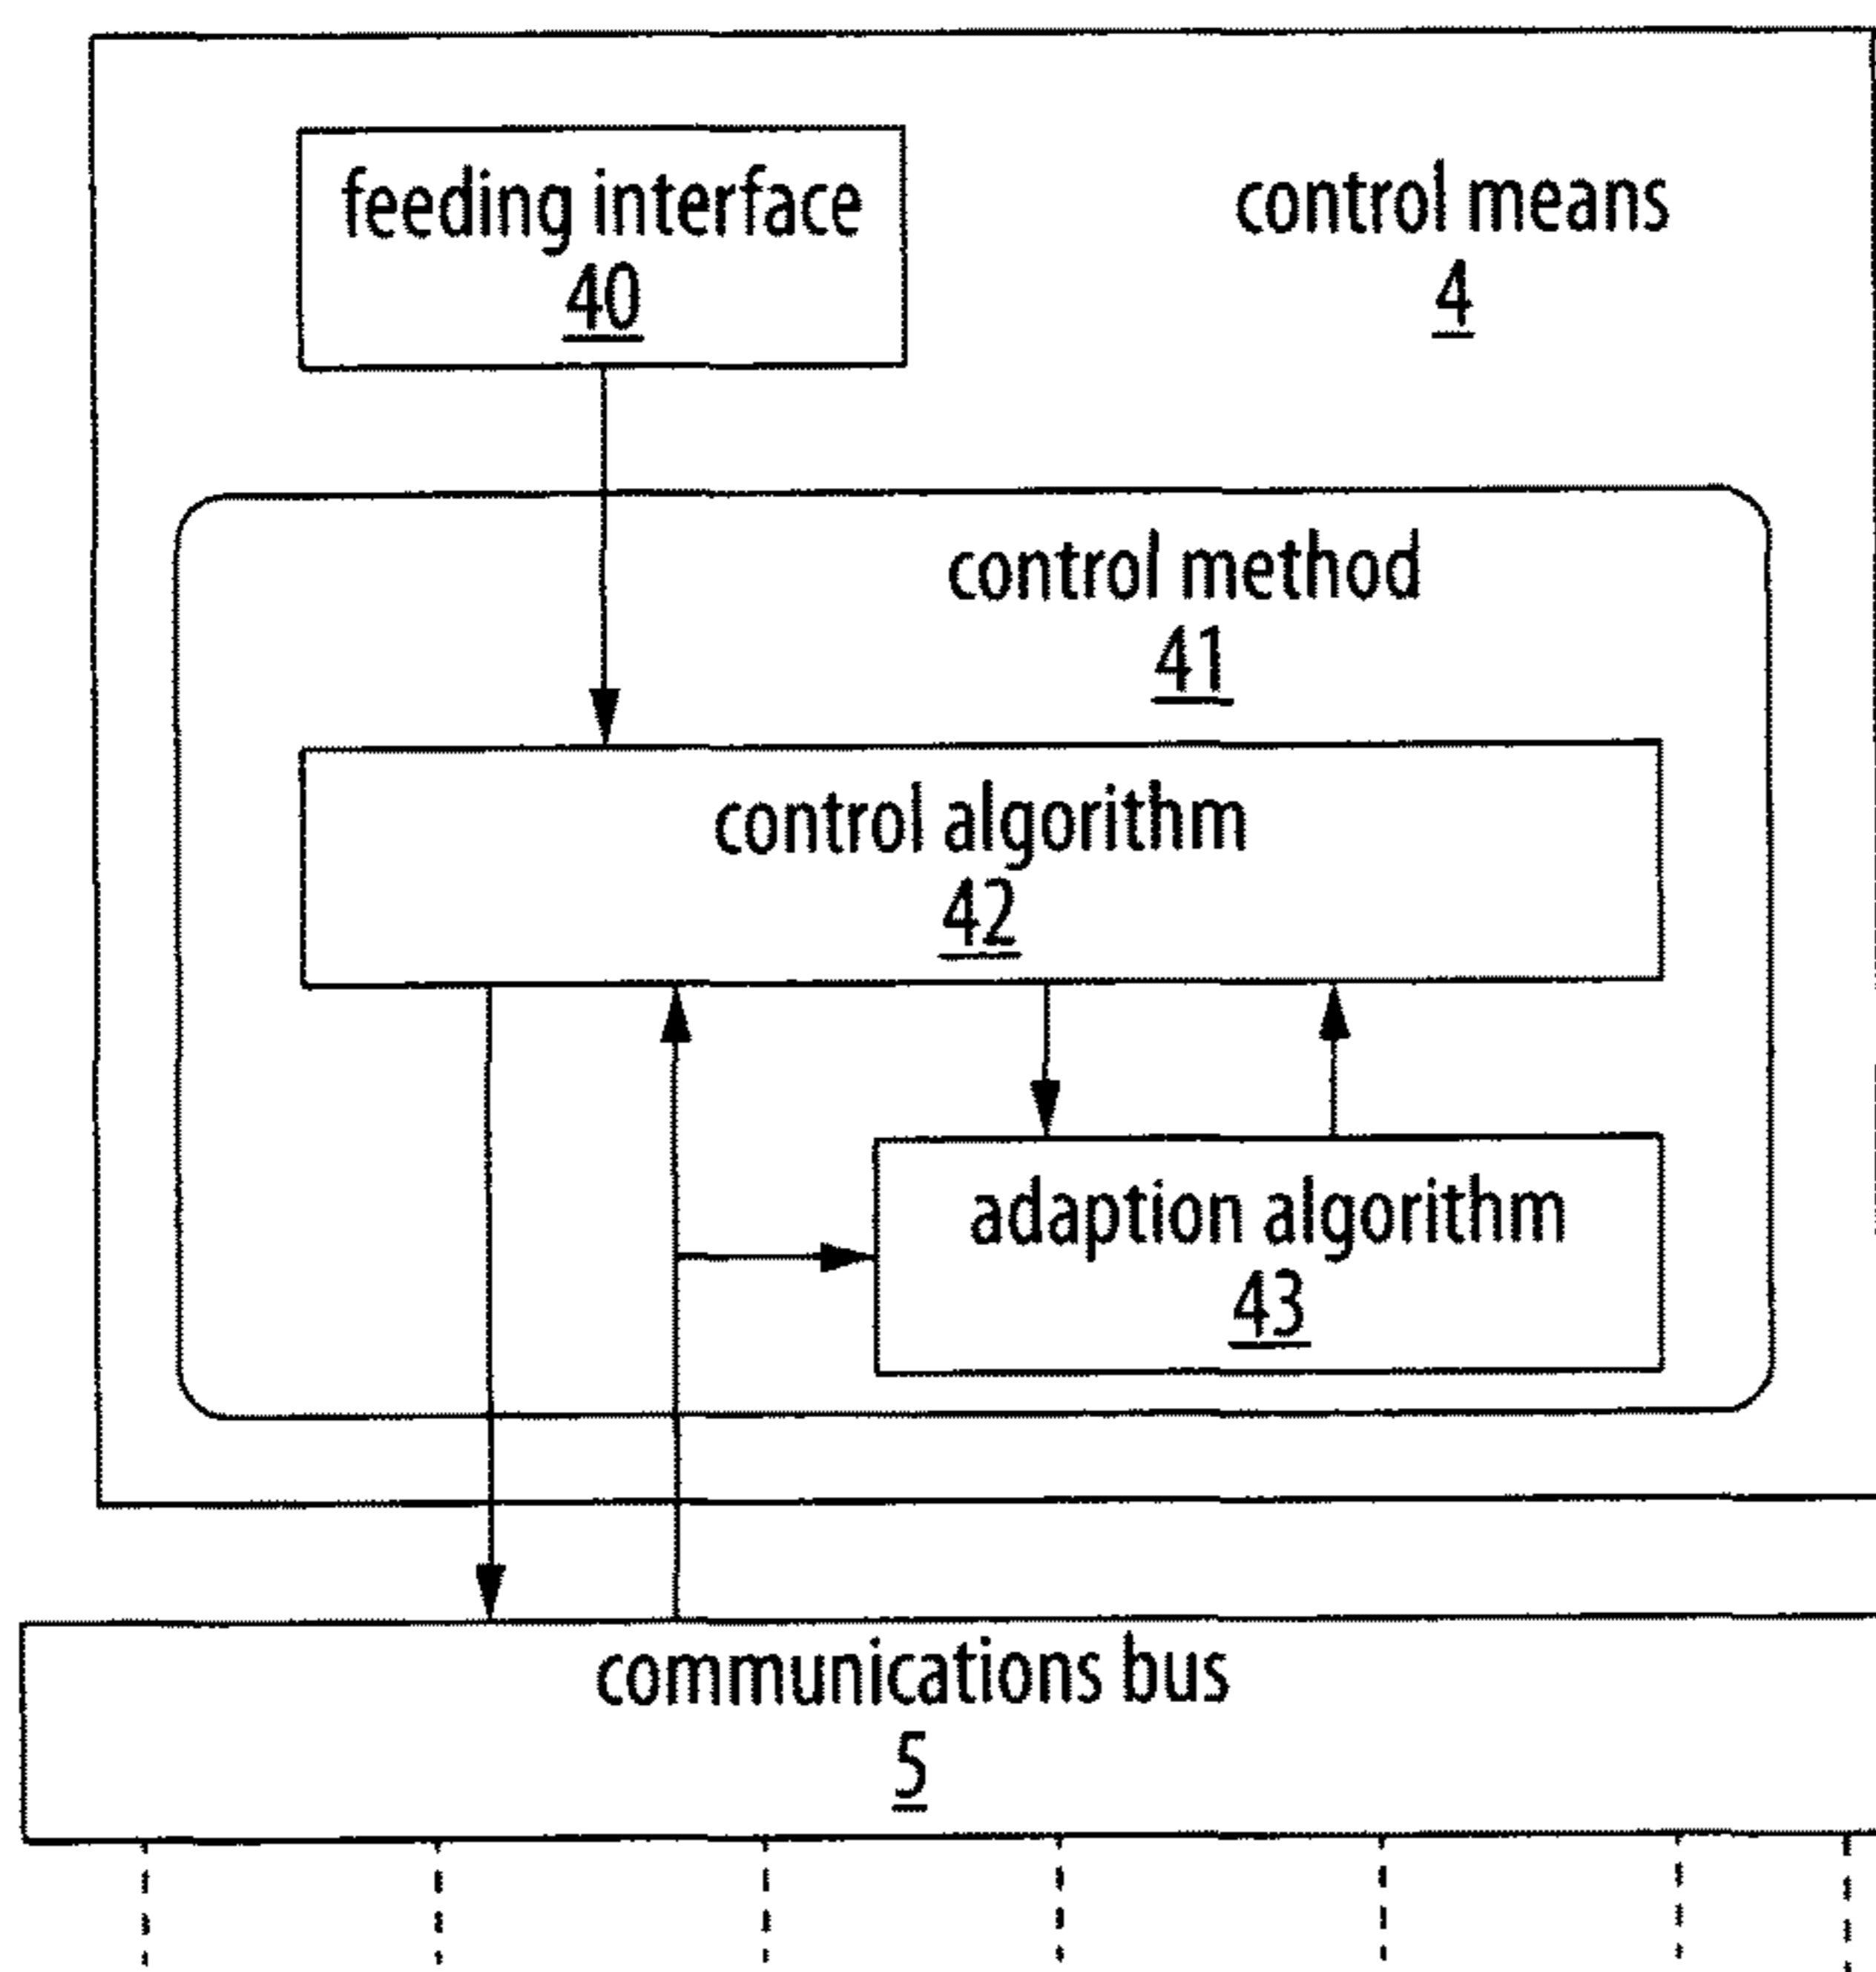 feeding interface
40
control means
4
control method
41
control algorithm
42
adaption algorithm
43
communications bus
5